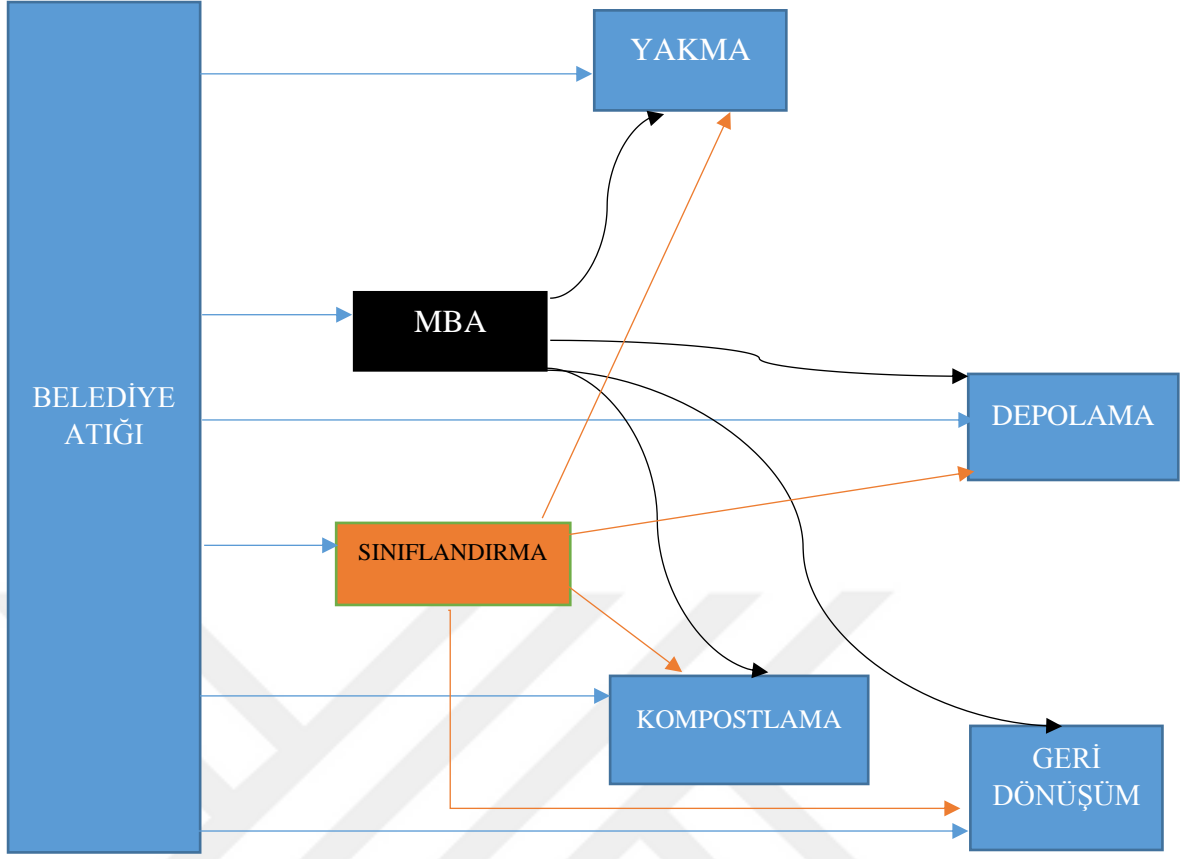 YAKMA
MBA
BELEDİYE
ATIĞI
DEPOLAMA
SINIFLANDIRMA
KOMPOSTLAMA
GERİ
DÖNÜŞÜM